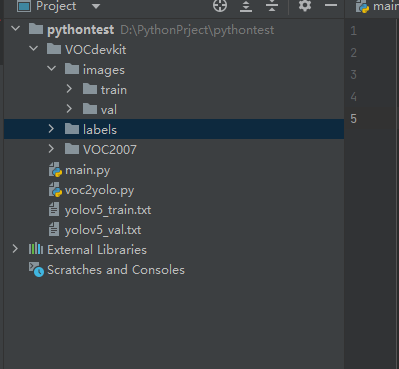 Project
main
pythontest D:\PythonPrject\pythontest
VOCdevkit
images
train
val
labels
VOC2007
main.py
voc2yolo.py
yolov5_train.txt
yolov5_val.txt
External Libraries
Scratches and Consoles
1
2
3
4
5